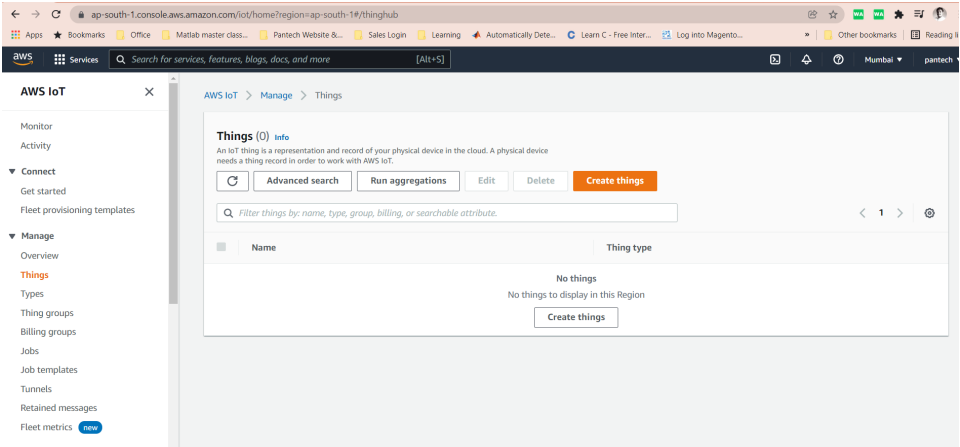 ap-south-1.console.aws.amazon.com/iot/home?region=ap-south-1#/thinghub
Apps Bookmarks Office Matlab master class... Pantech Website &... Sales Login Learning Automatically Dete... Learn C - Free Inter... Log into Magento... » Other bookmarks Reading li
aws Services Search for services, features, blogs, docs, and more [Alt+S] Mumbai ▼ pantech
AWS IoT
Monitor
Activity
Connect
Get started
Fleet provisioning templates
Manage
Overview
Things
Types
Thing groups
Billing groups
Jobs
Job templates
Tunnels
Retained messages
Fleet metrics new
AWS IoT > Manage > Things
Things (0) Info
An IoT thing is a representation and record of your physical device in the cloud. A physical device
needs a thing record in order to work with AWS IoT.
Advanced search Run aggregations Edit Delete Create things
Filter things by: name, type, group, billing, or searchable attribute.
< 1 >
Name Thing type
No things
No things to display in this Region
Create things